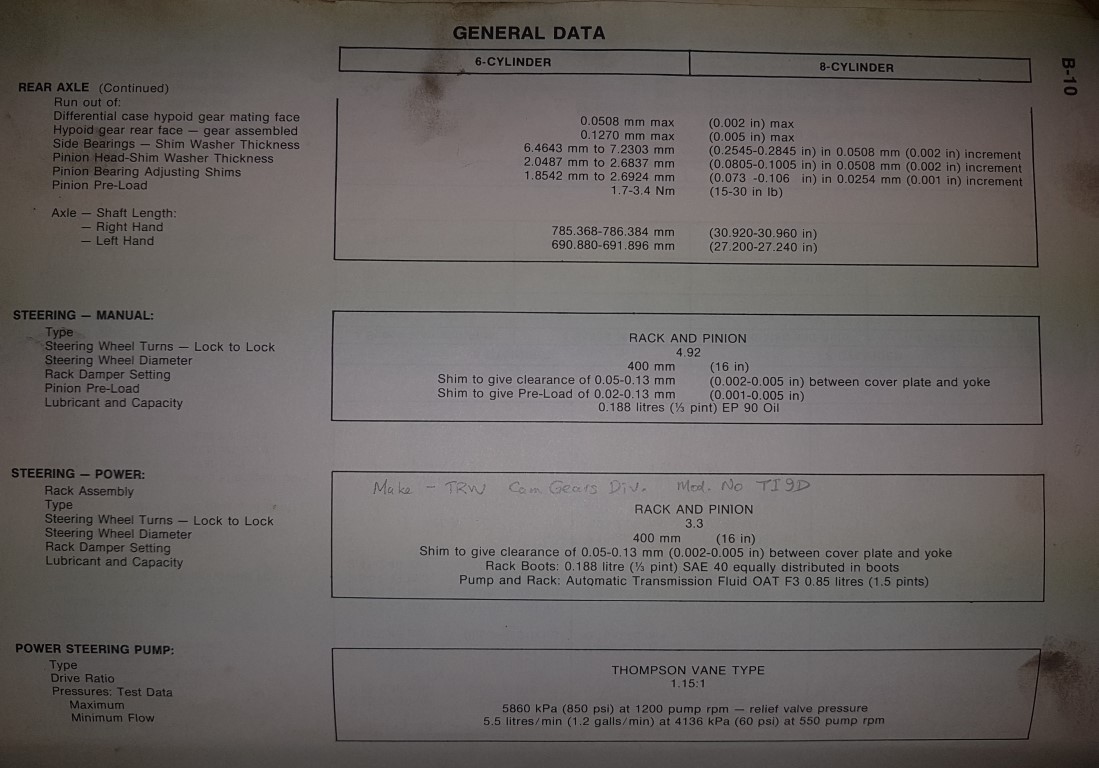 GENERAL DATA
B-10
6-CYLINDER 8-CYLINDER
REAR AXLE (Continued)
Run out of:
Differential case hypoid gear mating face 0.0508 mm max (0.002 in) max
Hypoid gear rear face — gear assembled 0.1270 mm max (0.005 in) max
Side Bearings — Shim Washer Thickness 6.4643 mm to 7.2303 mm (0.2545-0.2845 in) in 0.0508 mm (0.002 in) increment
Pinion Head-Shim Washer Thickness 2.0487 mm to 2.6837 mm (0.0805-0.1005 in) in 0.0508 mm (0.002 in) increment
Pinion Bearing Adjusting Shims 1.8542 mm to 2.6924 mm (0.073 -0.106 in) in 0.0254 mm (0.001 in) increment
Pinion Pre-Load 1.7-3.4 Nm (15-30 in lb)
Axle — Shaft Length:
— Right Hand 785.368-786.384 mm (30.920-30.960 in)
— Left Hand 690.880-691.896 mm (27.200-27.240 in)
STEERING — MANUAL:
Type RACK AND PINION
Steering Wheel Turns — Lock to Lock 4.92
Steering Wheel Diameter 400 mm (16 in)
Rack Damper Setting Shim to give clearance of 0.05-0.13 mm (0.002-0.005 in) between cover plate and yoke
Pinion Pre-Load Shim to give Pre-Load of 0.02-0.13 mm (0.001-0.005 in)
Lubricant and Capacity 0.188 litres (⅓ pint) EP 90 Oil
STEERING — POWER:
Rack Assembly Make - TRW Cam Gears Div. Mod. No TI9D
Type RACK AND PINION
Steering Wheel Turns — Lock to Lock 3.3
Steering Wheel Diameter 400 mm (16 in)
Rack Damper Setting Shim to give clearance of 0.05-0.13 mm (0.002-0.005 in) between cover plate and yoke
Lubricant and Capacity Rack Boots: 0.188 litre (⅓ pint) SAE 40 equally distributed in boots
Pump and Rack: Automatic Transmission Fluid OAT F3 0.85 litres (1.5 pints)
POWER STEERING PUMP:
Type THOMPSON VANE TYPE
Drive Ratio 1.15:1
Pressures: Test Data
Maximum 5860 kPa (850 psi) at 1200 pump rpm — relief valve pressure
Minimum Flow 5.5 litres/min (1.2 galls/min) at 4136 kPa (60 psi) at 550 pump rpm